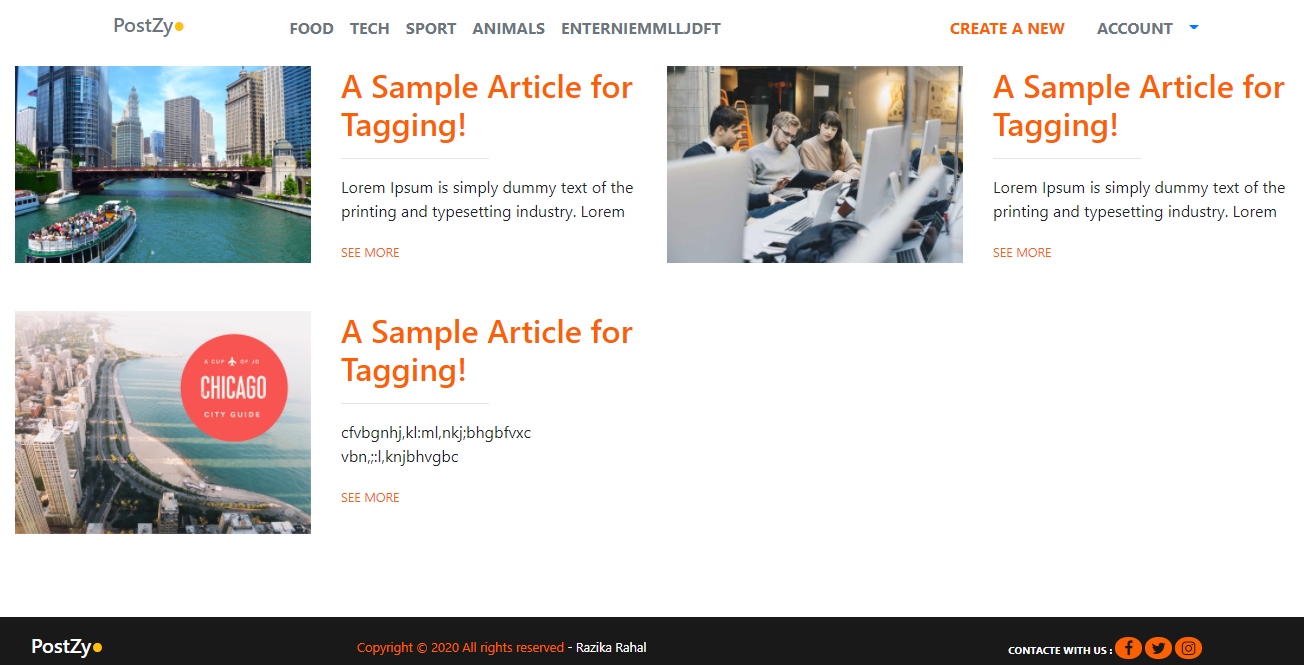 PostZy
FOOD TECH SPORT ANIMALS ENTERNIEMMLLJDFT
CREATE A NEW ACCOUNT
A Sample Article for
Tagging!
Lorem Ipsum is simply dummy text of the
printing and typesetting industry. Lorem
SEE MORE
A Sample Article for
Tagging!
Lorem Ipsum is simply dummy text of the
printing and typesetting industry. Lorem
SEE MORE
A CUP OF JO
CHICAGO
CITY GUIDE
A Sample Article for
Tagging!
cfvbgnhj,kl:ml,nkj;bhgbfvxc
vbn,;:l,knjbhvgbc
SEE MORE
PostZy
Copyright © 2020 All rights reserved - Razika Rahal
CONTACTE WITH US :